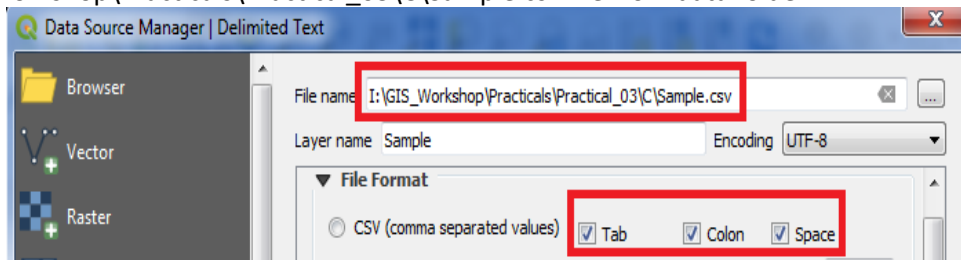 Data Source Manager | Delimited Text
X
Browser
File name I:\GIS_Workshop\Practicals\Practical_03\C\Sample.csv ...
Vector
Layer name Sample Encoding UTF-8
▼ File Format
Raster
CSV (comma separated values) Tab Colon Space